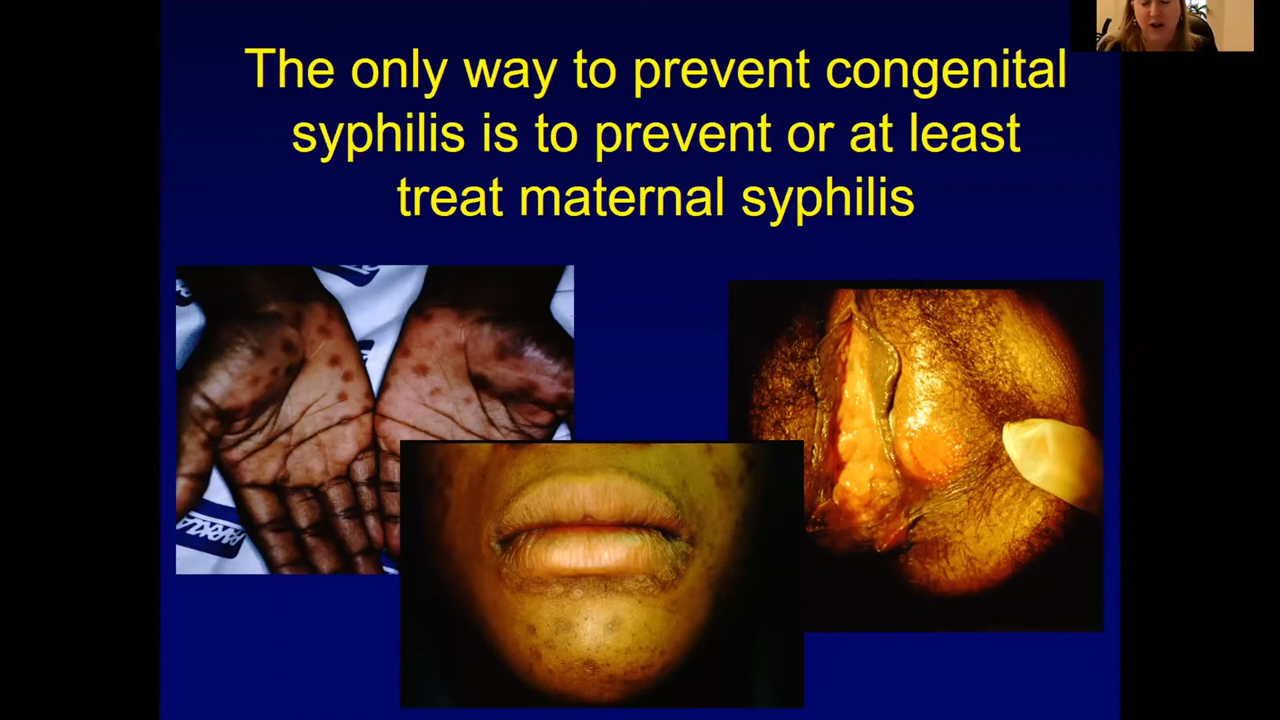 The only way to prevent congenital
syphilis is to prevent or at least
treat maternal syphilis